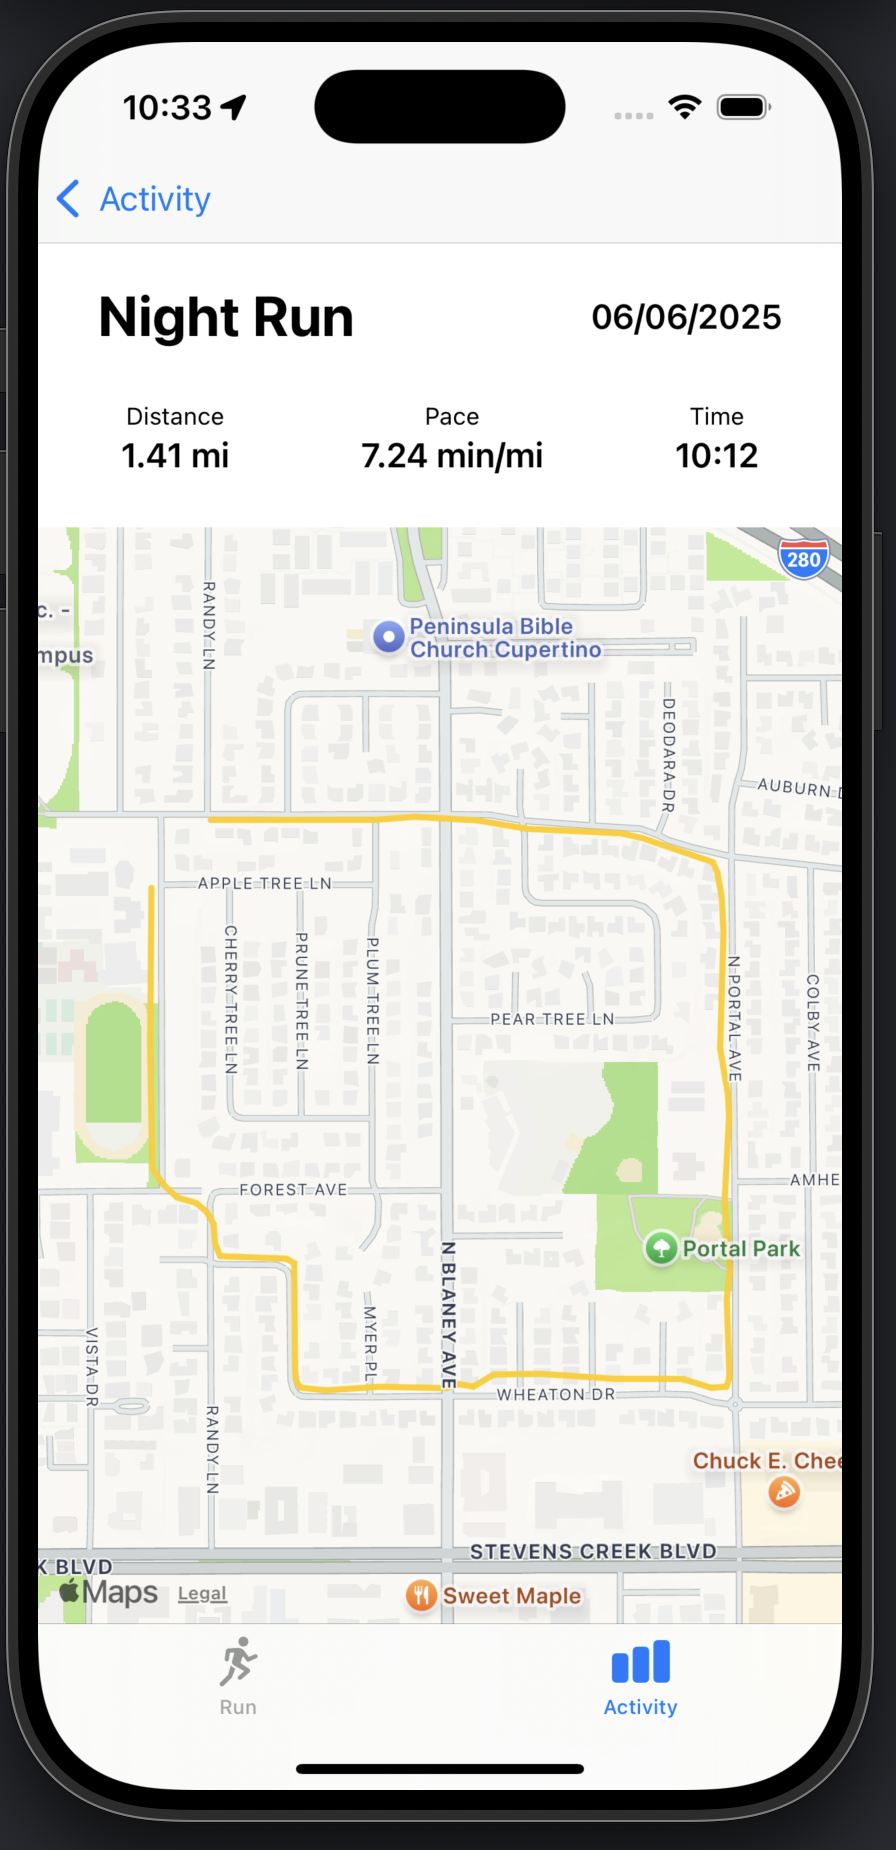 10:33
Activity
Night Run
06/06/2025
Distance
Pace
Time
1.41 mi
7.24 min/mi
10:12
280
c. -
mpus
RANDY LN
Peninsula Bible
Church Cupertino
DEODARA DR
AUBURN D
APPLE TREE LN
CHERRY TREE LN
PRUNE TREE LN
PLUM TREE LN
N PORTAL AVE
COLBY AVE
PEAR TREE LN
FOREST AVE
AMHE
Portal Park
N BLANEY AVE
MYER PL
VISTA DR
WHEATON DR
RANDY LN
Chuck E. Chee
STEVENS CREEK BLVD
K BLVD
Maps
Legal
Sweet Maple
Run
Activity